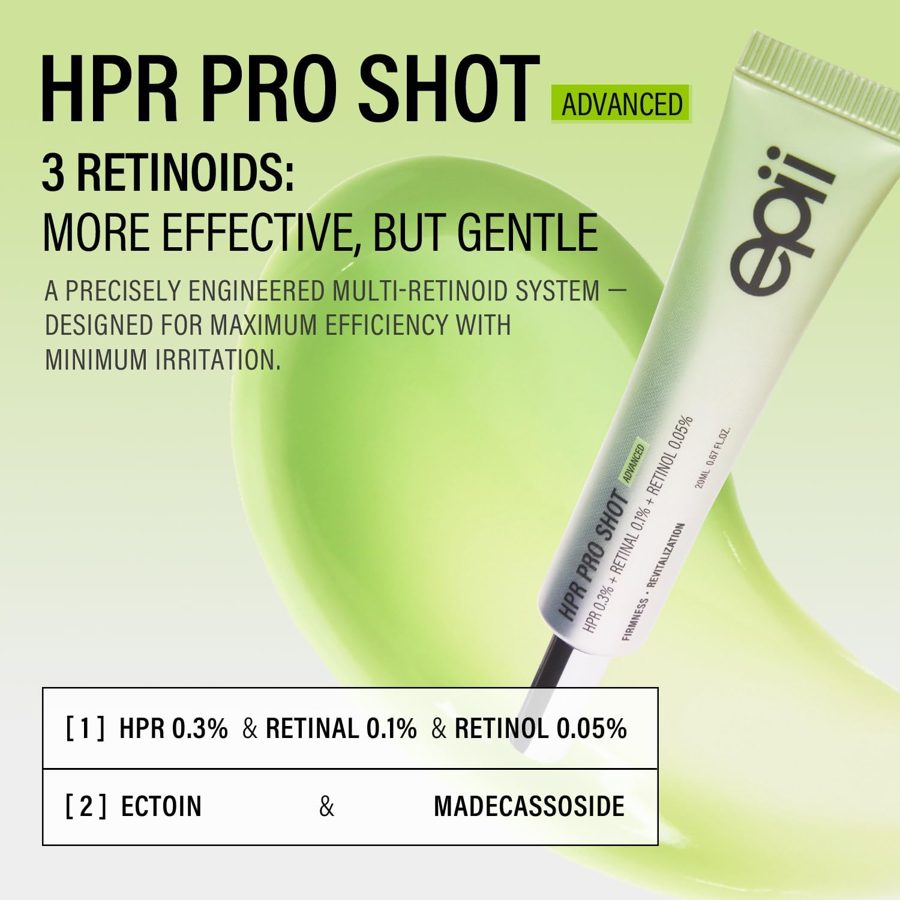 HPR PRO SHOT ADVANCED
3 RETINOIDS:
MORE EFFECTIVE, BUT GENTLE
A PRECISELY ENGINEERED MULTI-RETINOID SYSTEM —
DESIGNED FOR MAXIMUM EFFICIENCY WITH
MINIMUM IRRITATION.
epii
HPR PRO SHOT ADVANCED
HPR 0.3% + RETINAL 0.1% + RETINOL 0.05%
FIRMNESS • REVITALIZATION
20ML 0.67 FL.OZ.
[ 1 ] HPR 0.3% & RETINAL 0.1% & RETINOL 0.05%
[ 2 ] ECTOIN & MADECASSOSIDE